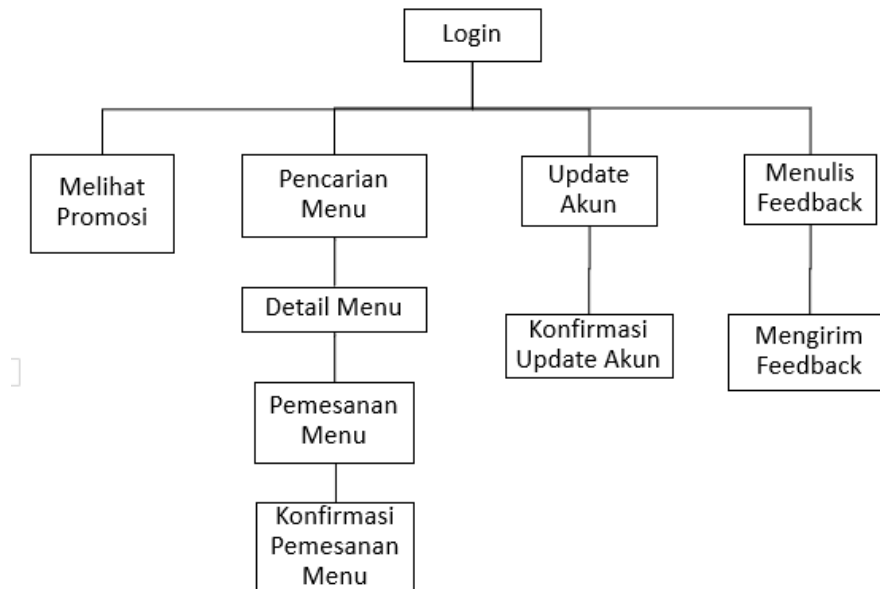 Login
Melihat
Promosi
Pencarian
Menu
Update
Akun
Menulis
Feedback
Detail Menu
Konfirmasi
Update Akun
Mengirim
Feedback
Pemesanan
Menu
Konfirmasi
Pemesanan
Menu